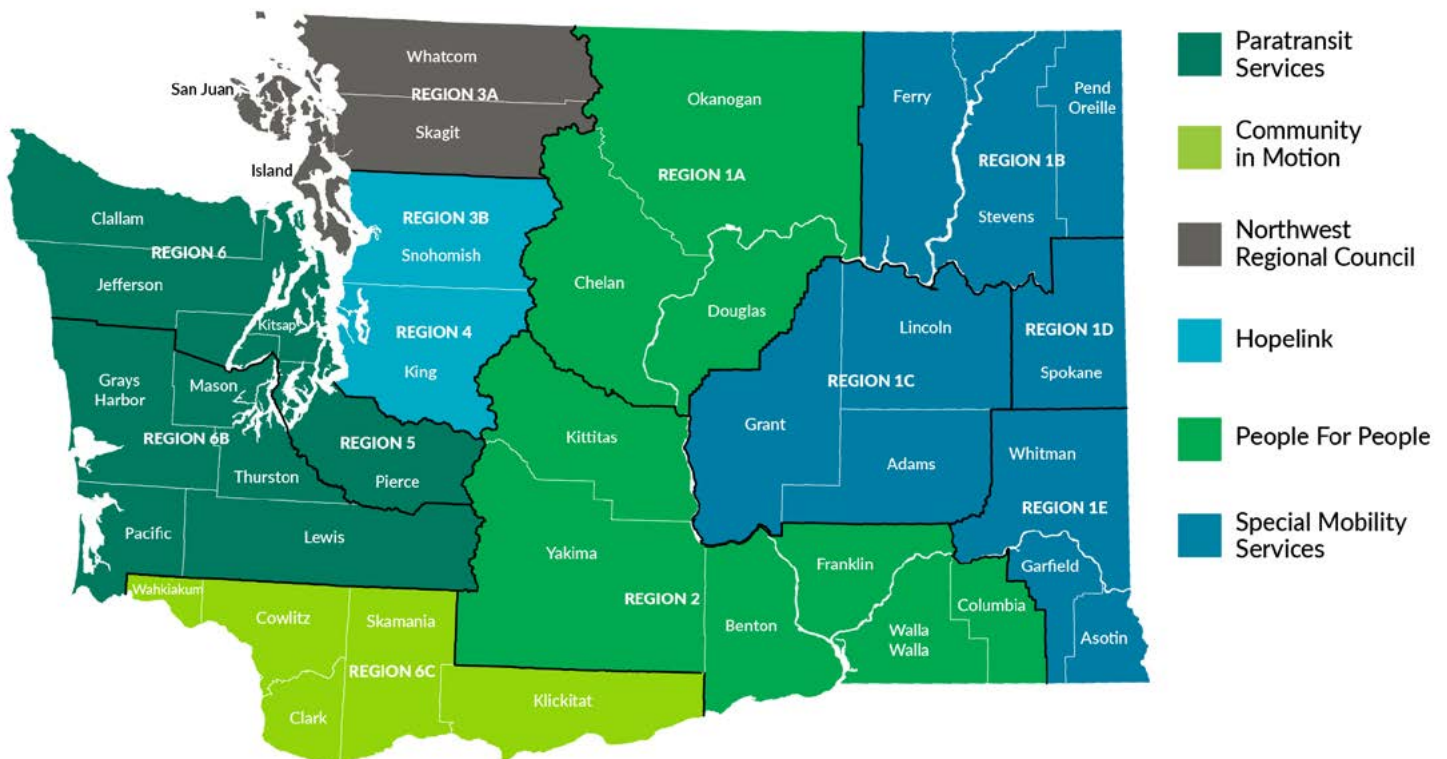 Whatcom
REGION 3A
San Juan
Skagit
Island
Okanogan
REGION 1A
Ferry
Pend
Oreille
REGION 1B
Stevens
Clallam
REGION 6
Jefferson
Kitsap
REGION 3B
Snohomish
REGION 4
King
Chelan
Douglas
Lincoln
REGION 1D
Spokane
REGION 1C
Grant
Adams
Grays
Harbor
Mason
REGION 6B
Thurston
REGION 5
Pierce
Kittitas
Whitman
REGION 1E
Pacific
Lewis
Yakima
REGION 2
Franklin
Benton
Walla
Walla
Columbia
Garfield
Asotin
Wahkiakum
Cowlitz
Skamania
REGION 6C
Clark
Klickitat
Paratransit
Services
Community
in Motion
Northwest
Regional Council
Hopelink
People For People
Special Mobility
Services